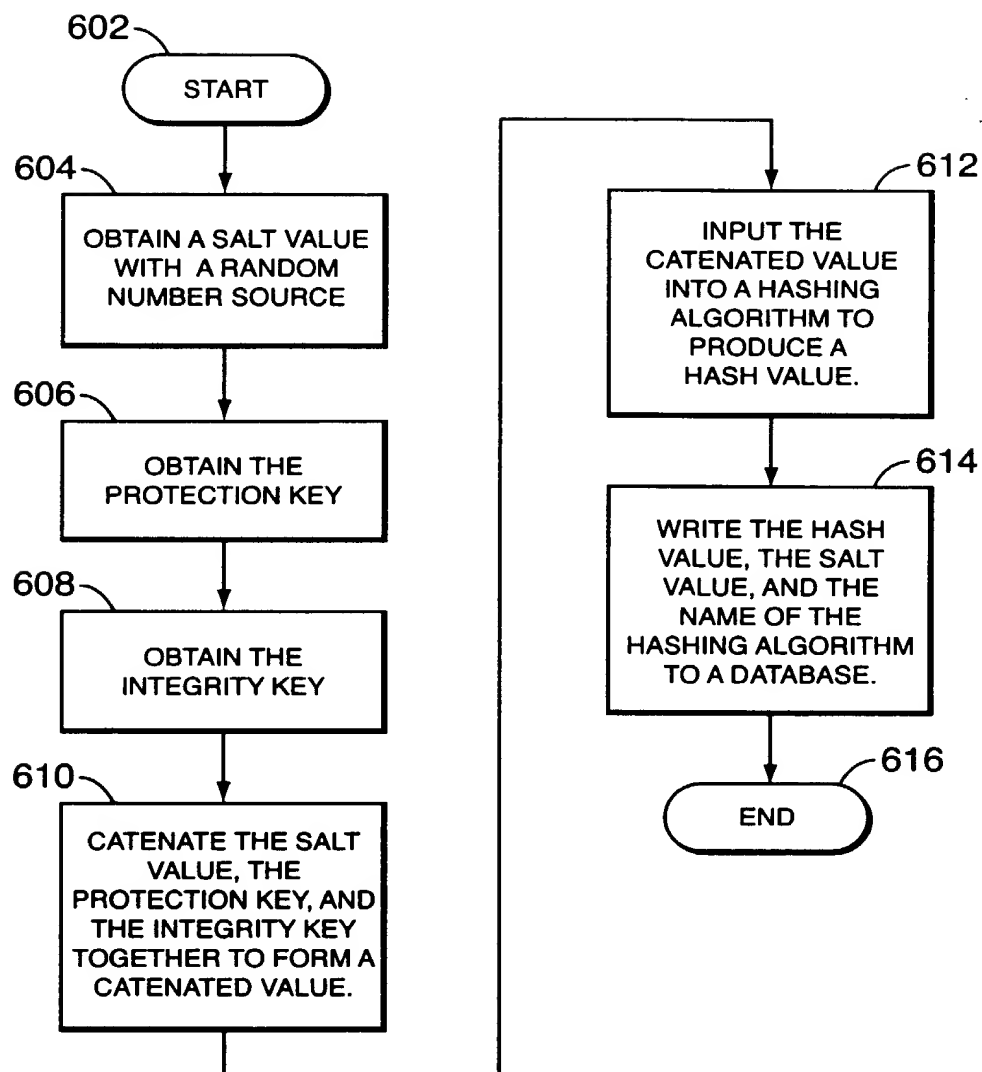 602
START
604
OBTAIN A SALT VALUE
WITH A RANDOM
NUMBER SOURCE
606
OBTAIN THE
PROTECTION KEY
608
OBTAIN THE
INTEGRITY KEY
610
CATENATE THE SALT
VALUE, THE
PROTECTION KEY, AND
THE INTEGRITY KEY
TOGETHER TO FORM A
CATENATED VALUE.
612
INPUT THE
CATENATED VALUE
INTO A HASHING
ALGORITHM TO
PRODUCE A
HASH VALUE.
614
WRITE THE HASH
VALUE, THE SALT
VALUE, AND THE
NAME OF THE
HASHING ALGORITHM
TO A DATABASE.
616
END